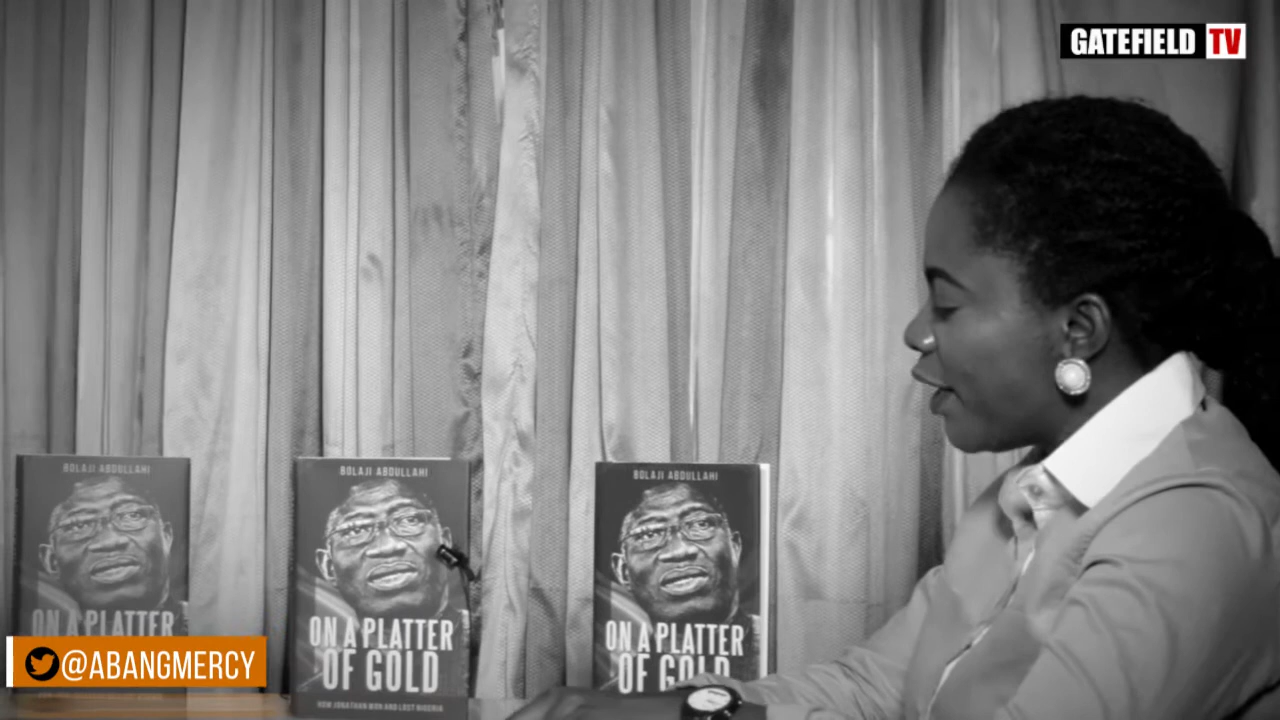 GATEFIELD TV
BOLAJI ABDULLAHI
ON A PLATTER
BOLAJI ABDULLAHI
ON A PLATTER
OF GOLD
HOW JONATHAN WON AND LOST NIGERIA
BOLAJI ABDULLAHI
ON A PLATTER
OF GOLD
@ABANGMERCY